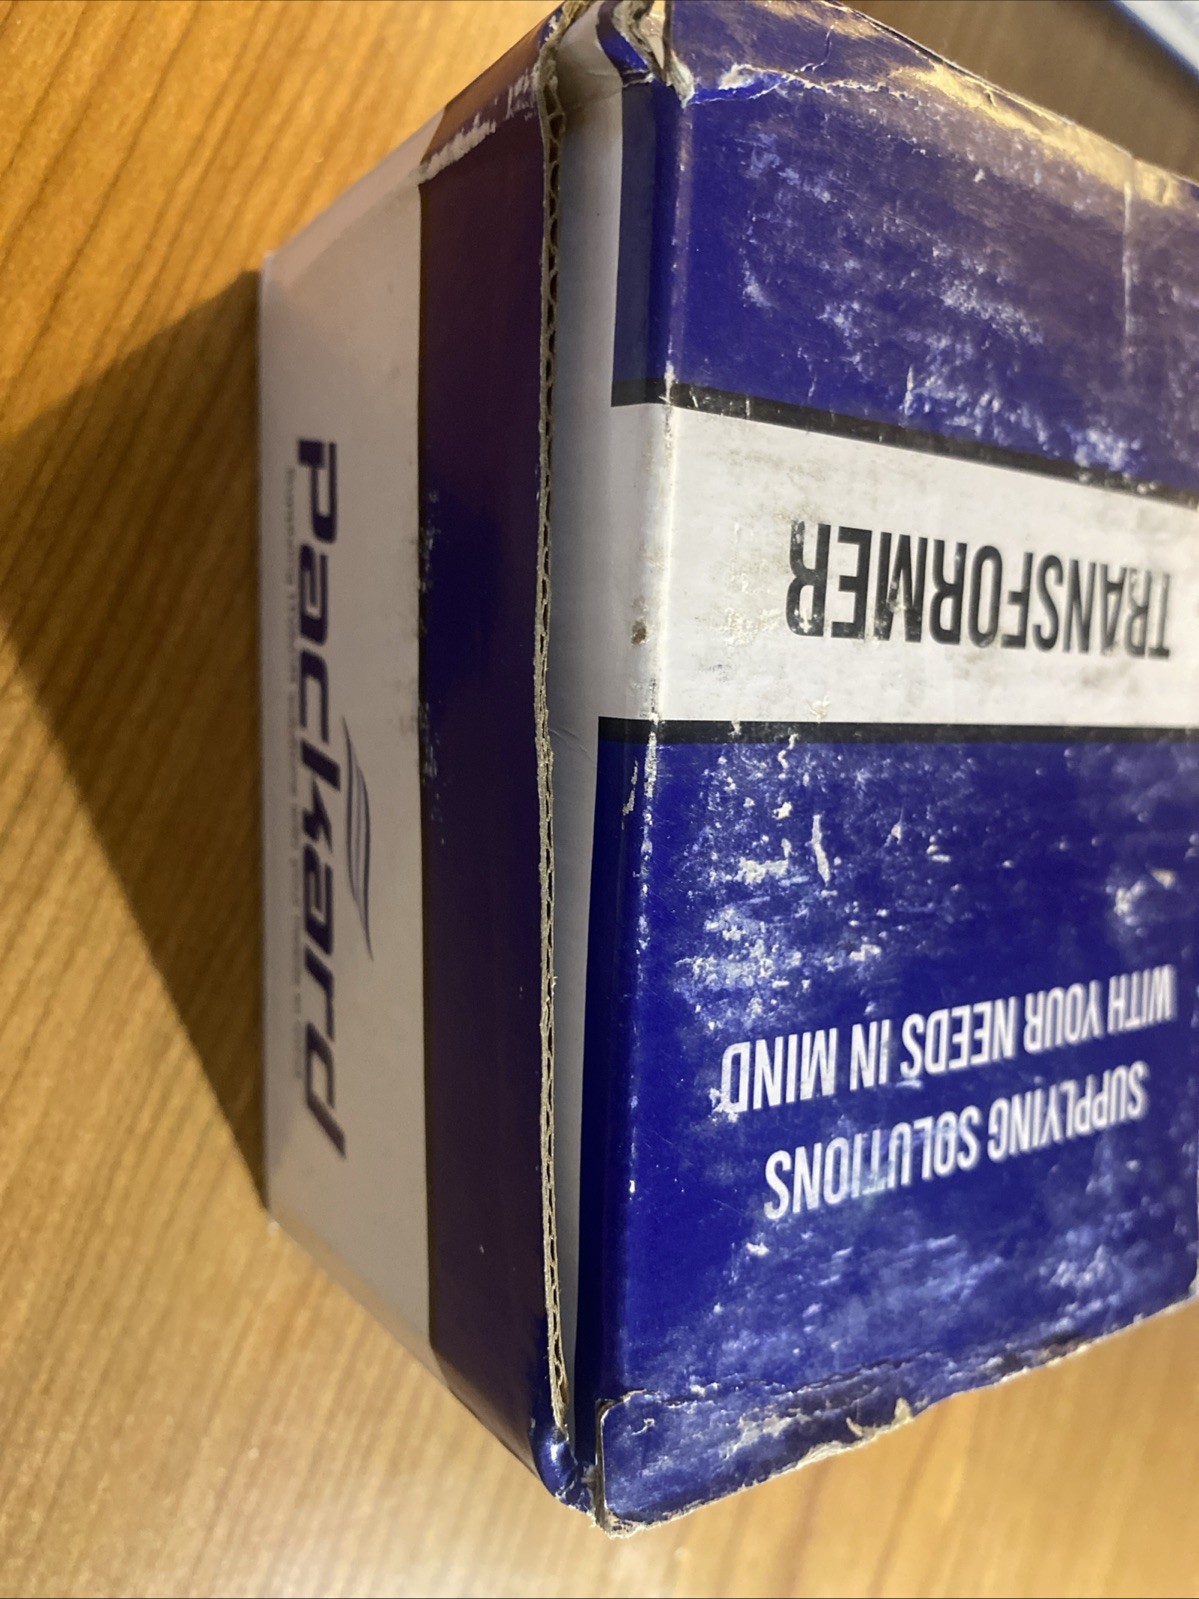 Packard
TRANSFORMER
SUPPLYING SOLUTIONS
WITH YOUR NEEDS IN MIND